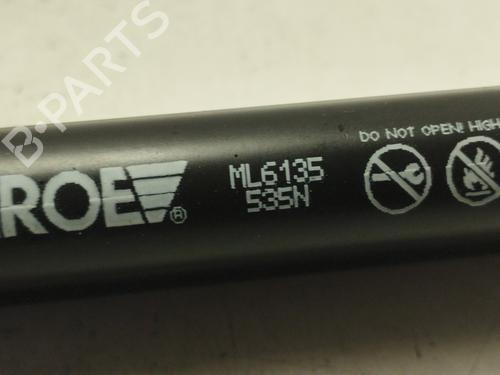 B-PARTS
ROE
®
ML6135
535N
DO NOT OPEN! HIGH